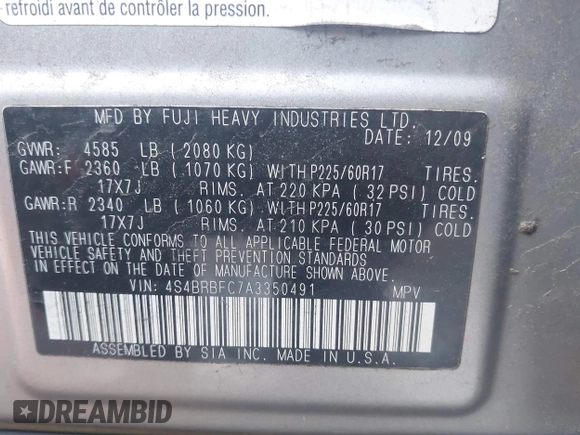 refroidi avant de contrôler la pression.
MFD BY FUJI HEAVY INDUSTRIES LTD.
DATE: 12/09
GVWR: 4585 LB (2080 KG)
GAWR:F 2360 LB (1070 KG) WITH P225/60R17 TIRES.
17X7J RIMS. AT 220 KPA (32 PSI) COLD
GAWR:R 2340 LB (1060 KG) WITH P225/60R17 TIRES.
17X7J RIMS. AT 210 KPA (30 PSI) COLD
THIS VEHICLE CONFORMS TO ALL APPLICABLE FEDERAL MOTOR
VEHICLE SAFETY AND THEFT PREVENTION STANDARDS
IN EFFECT ON THE DATE OF MANUFACTURE SHOWN ABOVE.
VIN: 4S4BRBFC7A3350491 MPV
ASSEMBLED BY SIA INC. MADE IN U.S.A.
DREAMBID